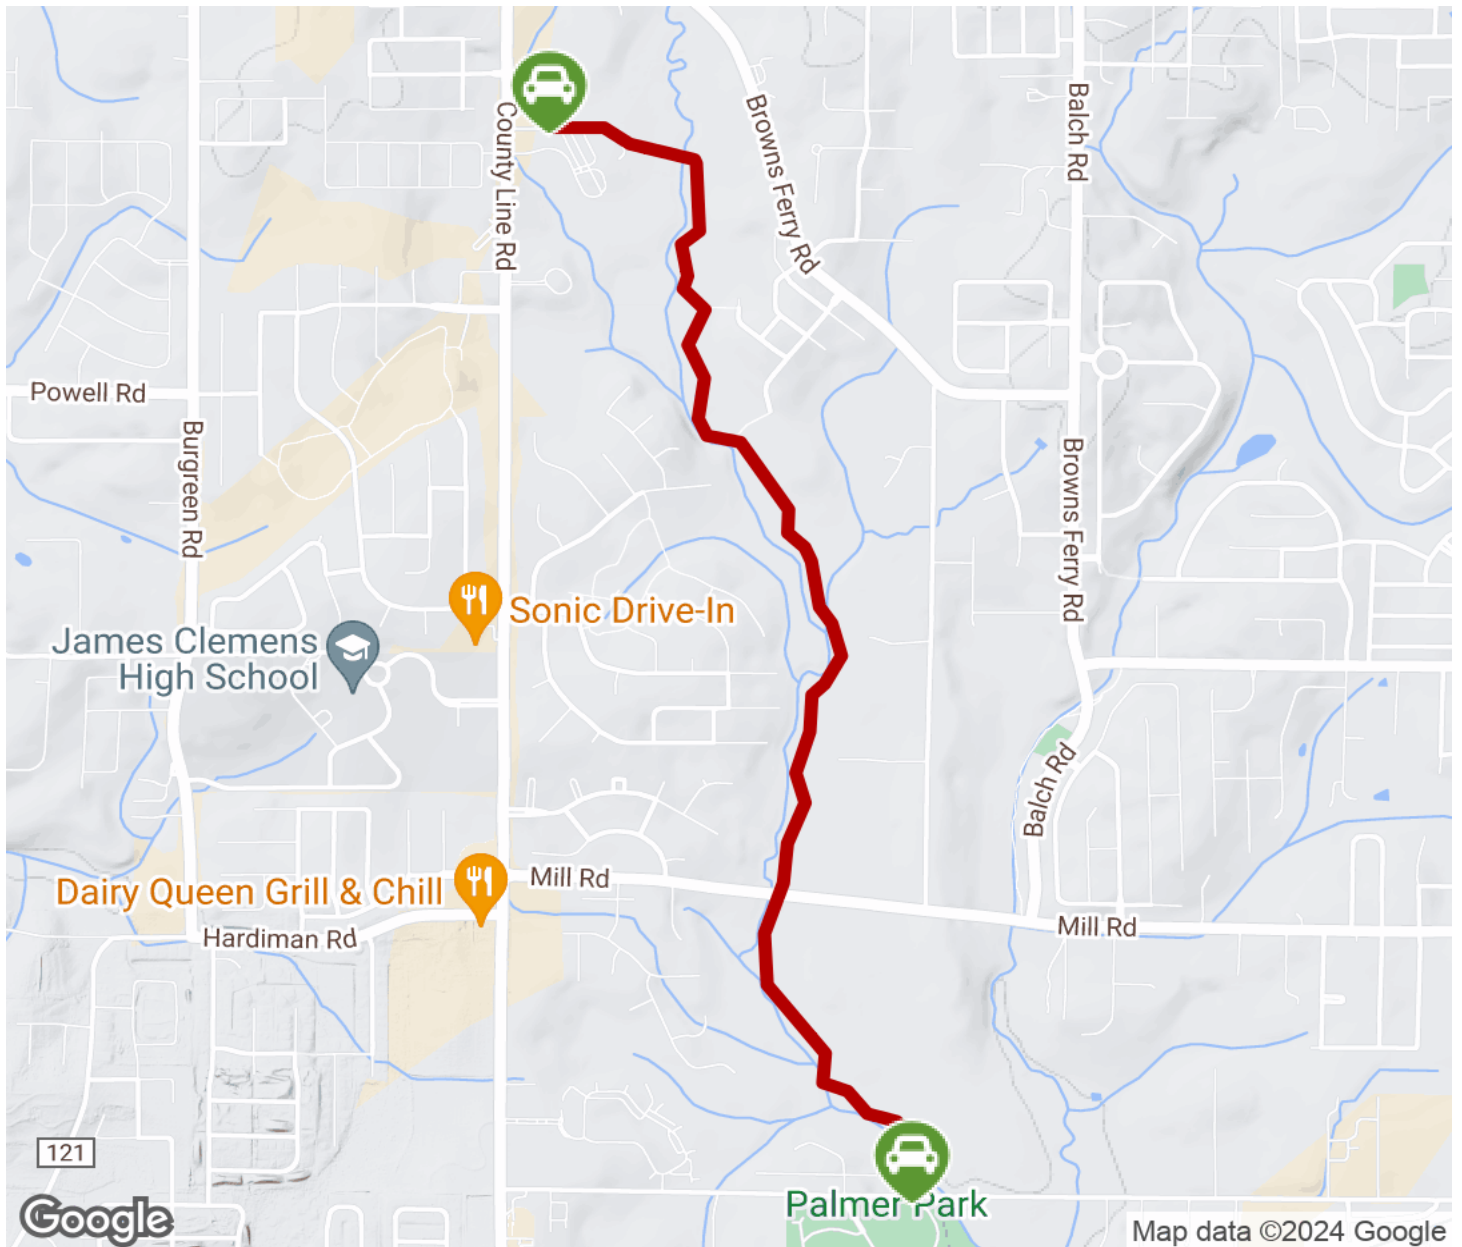 County Line Rd
Browns Ferry Rd
Balch Rd
Powell Rd
Burgreen Rd
Browns Ferry Rd
Sonic Drive-In
James Clemens
High School
Balch Rd
Dairy Queen Grill & Chill
Mill Rd
Hardiman Rd
Mill Rd
121
Palmer Park
Google
Map data ©2024 Google